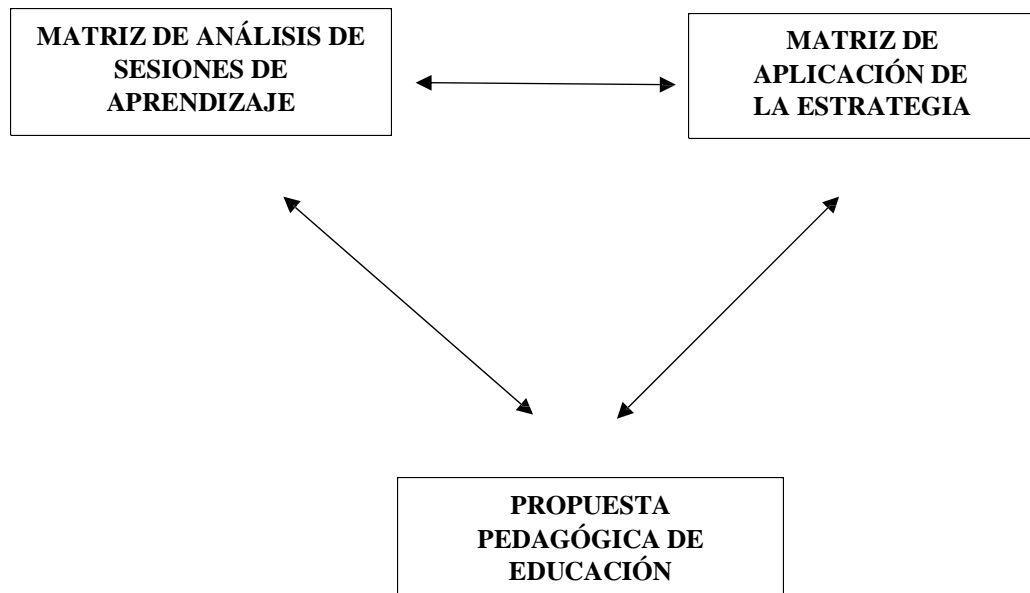 MATRIZ DE ANÁLISIS DE
SESIONES DE
APRENDIZAJE
MATRIZ DE
APLICACIÓN DE
LA ESTRATEGIA
PROPUESTA
PEDAGÓGICA DE
EDUCACIÓN